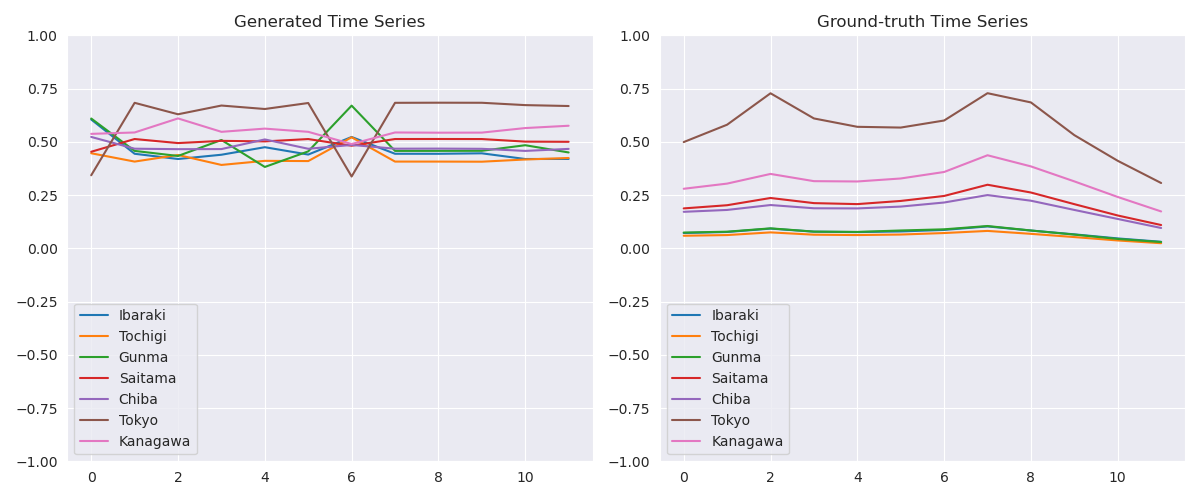 Generated Time Series
1.00
0.75
0.50
0.25
0.00
−0.25
−0.50
−0.75
−1.00
0 2 4 6 8 10
Ibaraki
Tochigi
Gunma
Saitama
Chiba
Tokyo
Kanagawa
Ground-truth Time Series
1.00
0.75
0.50
0.25
0.00
−0.25
−0.50
−0.75
−1.00
0 2 4 6 8 10
Ibaraki
Tochigi
Gunma
Saitama
Chiba
Tokyo
Kanagawa